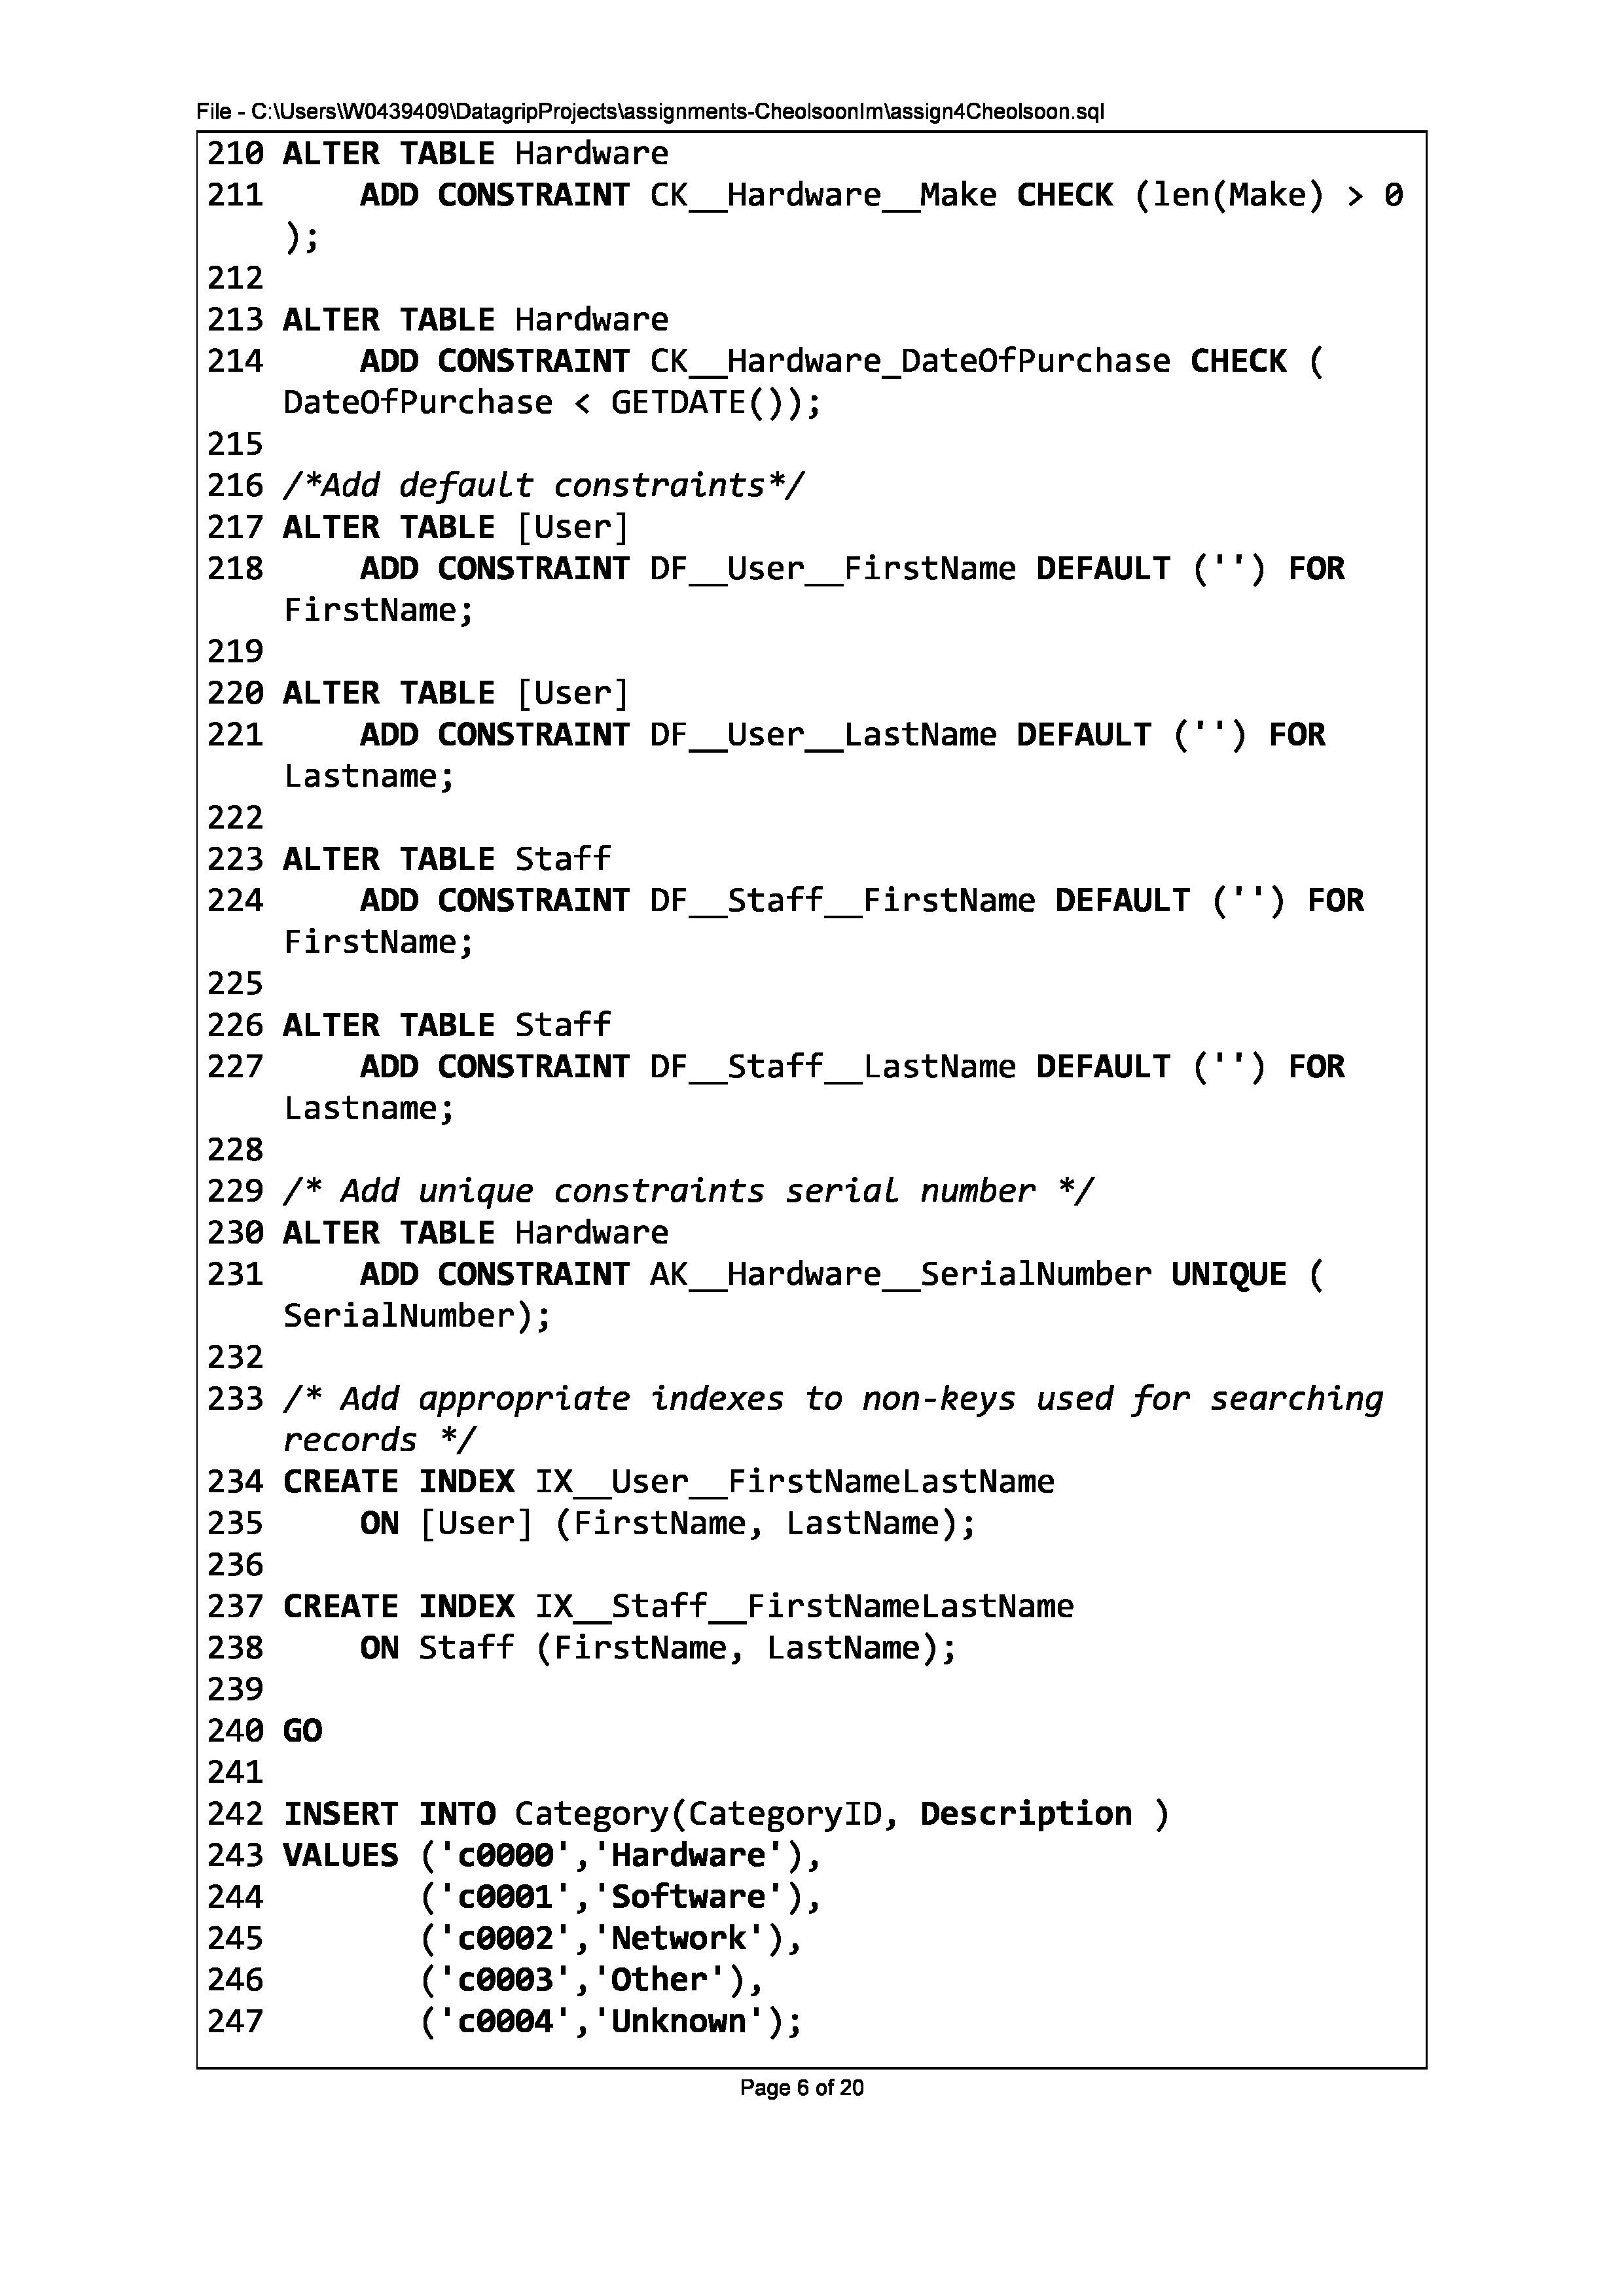 File - C:\Users\W0439409\DatagripProjects\assignments-CheolsoonIm\assign4Cheolsoon.sql
210 ALTER TABLE Hardware
211     ADD CONSTRAINT CK__Hardware__Make CHECK (len(Make) > 0
    );
212
213 ALTER TABLE Hardware
214     ADD CONSTRAINT CK__Hardware_DateOfPurchase CHECK (
    DateOfPurchase < GETDATE());
215
216 /*Add default constraints*/
217 ALTER TABLE [User]
218     ADD CONSTRAINT DF__User__FirstName DEFAULT ('') FOR
    FirstName;
219
220 ALTER TABLE [User]
221     ADD CONSTRAINT DF__User__LastName DEFAULT ('') FOR
    Lastname;
222
223 ALTER TABLE Staff
224     ADD CONSTRAINT DF__Staff__FirstName DEFAULT ('') FOR
    FirstName;
225
226 ALTER TABLE Staff
227     ADD CONSTRAINT DF__Staff__LastName DEFAULT ('') FOR
    Lastname;
228
229 /* Add unique constraints serial number */
230 ALTER TABLE Hardware
231     ADD CONSTRAINT AK__Hardware__SerialNumber UNIQUE (
    SerialNumber);
232
233 /* Add appropriate indexes to non-keys used for searching
    records */
234 CREATE INDEX IX__User__FirstNameLastName
235     ON [User] (FirstName, LastName);
236
237 CREATE INDEX IX__Staff__FirstNameLastName
238     ON Staff (FirstName, LastName);
239
240 GO
241
242 INSERT INTO Category(CategoryID, Description )
243 VALUES ('c0000','Hardware'),
244        ('c0001','Software'),
245        ('c0002','Network'),
246        ('c0003','Other'),
247        ('c0004','Unknown');
Page 6 of 20